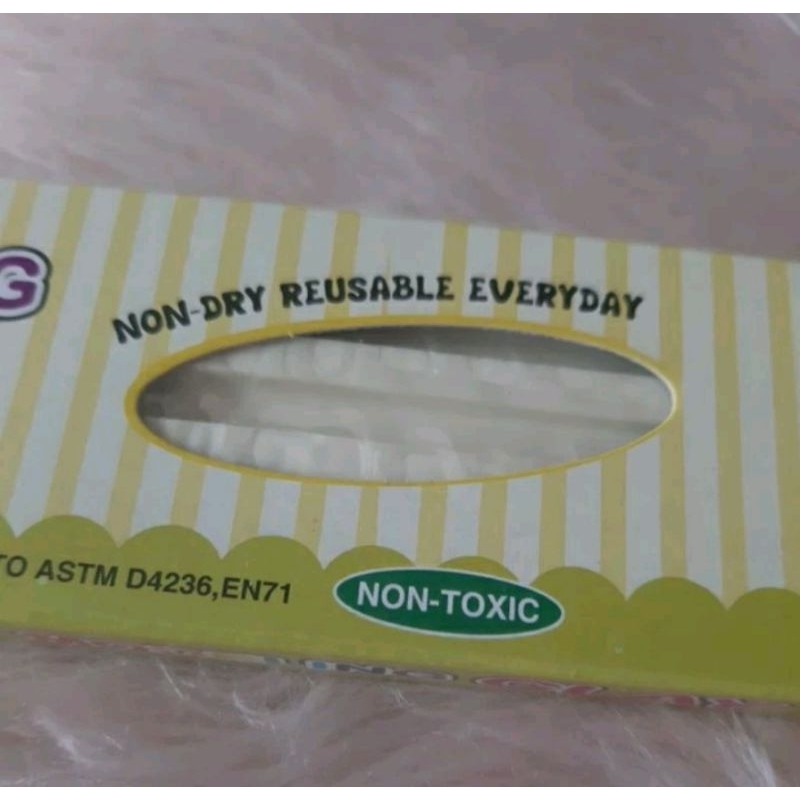 G
NON-DRY REUSABLE EVERYDAY
TO ASTM D4236,EN71
NON-TOXIC